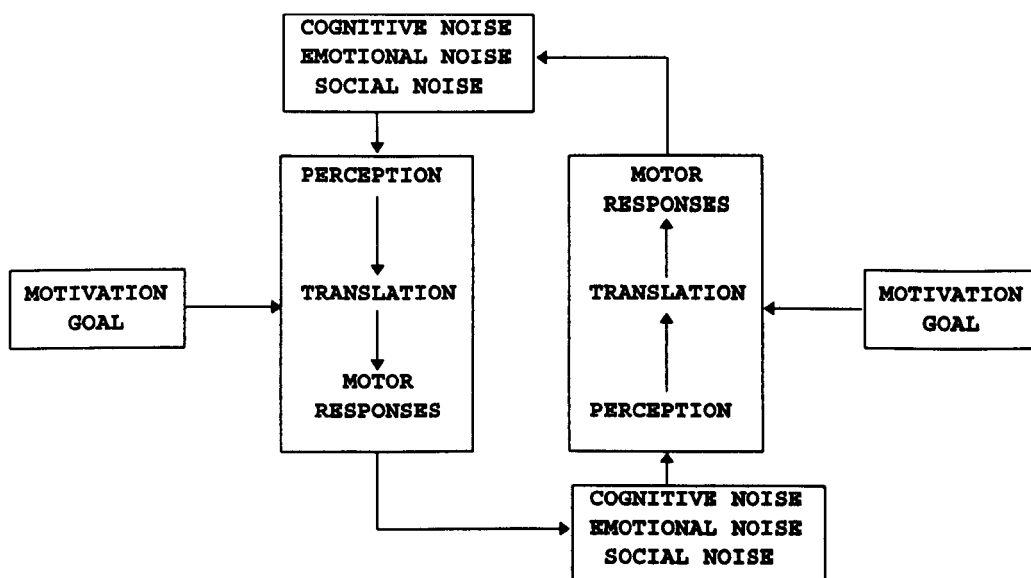 COGNITIVE NOISE
EMOTIONAL NOISE
SOCIAL NOISE
PERCEPTION
TRANSLATION
MOTOR
RESPONSES
MOTIVATION
GOAL
MOTOR
RESPONSES
TRANSLATION
PERCEPTION
MOTIVATION
GOAL
COGNITIVE NOISE
EMOTIONAL NOISE
SOCIAL NOISE